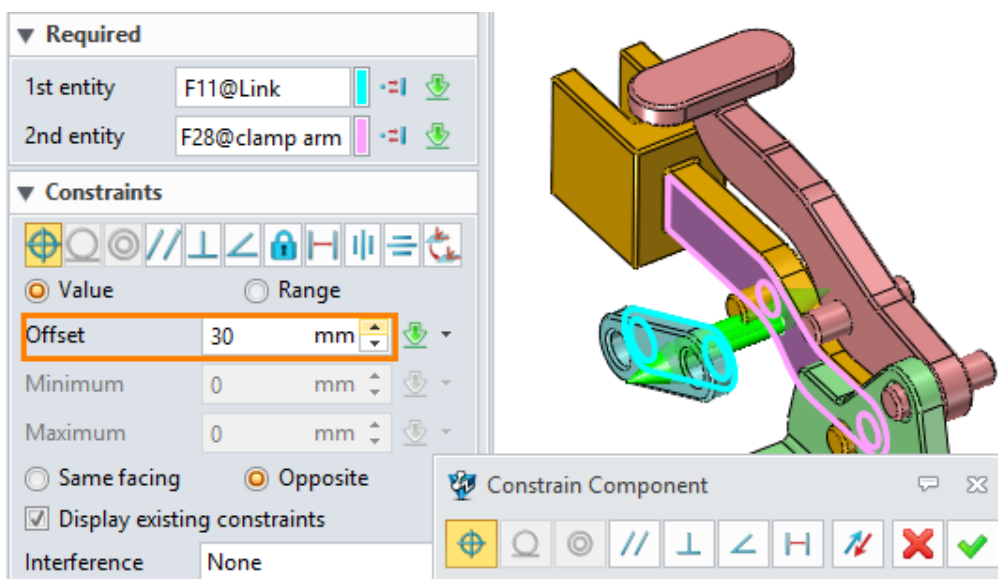 Required
1st entity F11@Link
2nd entity F28@clamp arm
Constraints
Value Range
Offset 30 mm
Minimum 0 mm
Maximum 0 mm
Same facing Opposite
Display existing constraints
Interference None
Constrain Component